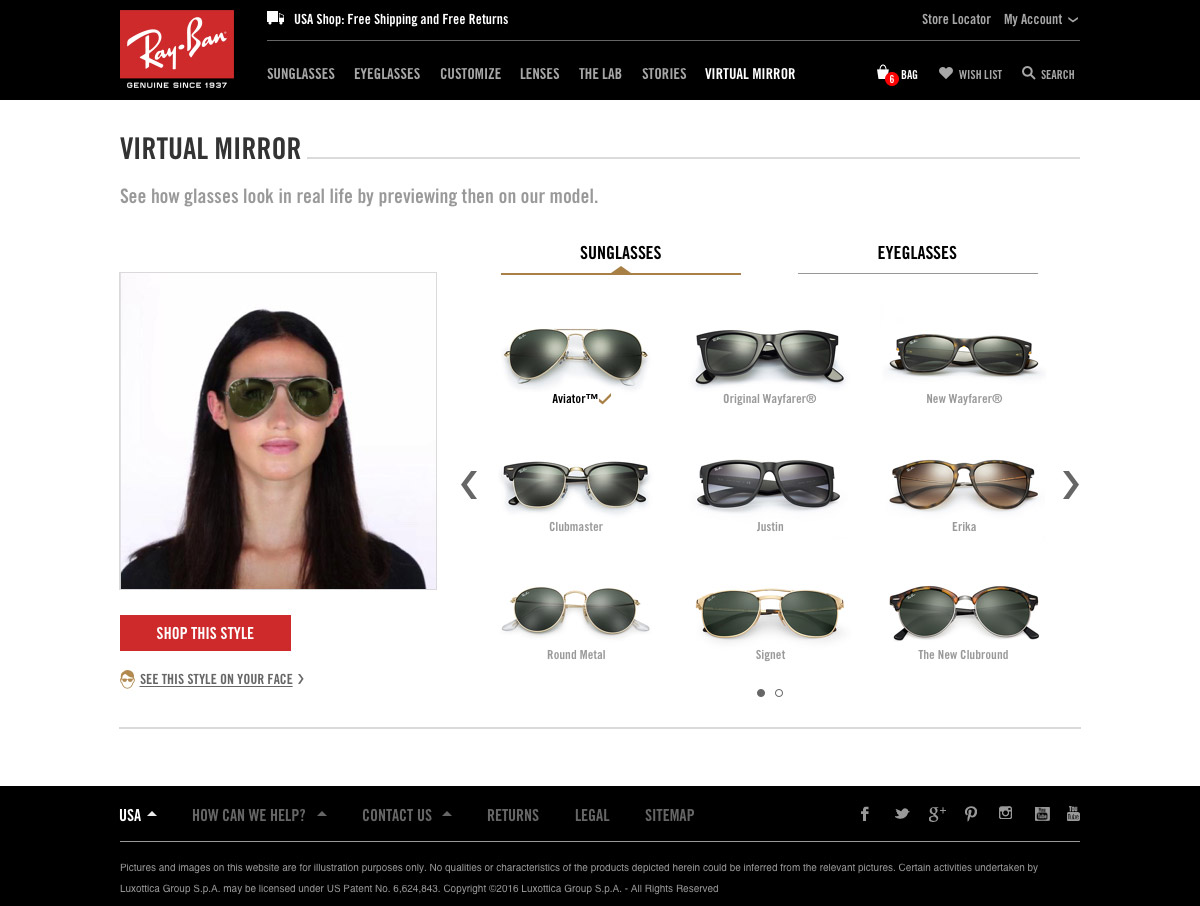 USA Shop: Free Shipping and Free Returns
Store Locator
My Account
Ray-Ban
GENUINE SINCE 1937
SUNGLASSES
EYEGLASSES
CUSTOMIZE
LENSES
THE LAB
STORIES
VIRTUAL MIRROR
6
BAG
WISH LIST
SEARCH
VIRTUAL MIRROR
See how glasses look in real life by previewing then on our model.
SUNGLASSES
EYEGLASSES
Aviator™
Original Wayfarer®
New Wayfarer®
Clubmaster
Justin
Erika
Round Metal
Signet
The New Clubround
SHOP THIS STYLE
SEE THIS STYLE ON YOUR FACE
USA
HOW CAN WE HELP?
CONTACT US
RETURNS
LEGAL
SITEMAP
Pictures and images on this website are for illustration purposes only. No qualities or characteristics of the products depicted herein could be inferred from the relevant pictures. Certain activities undertaken by
Luxottica Group S.p.A. may be licensed under US Patent No. 6,624,843. Copyright ©2016 Luxottica Group S.p.A. - All Rights Reserved